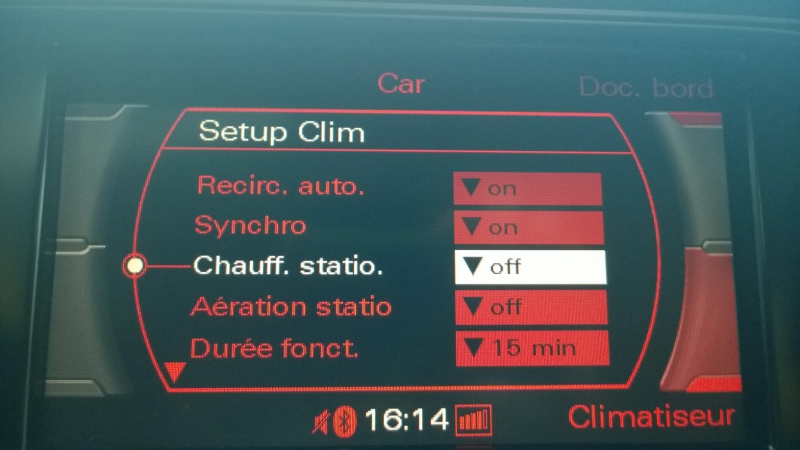 Car Doc. bord
Setup Clim
Recirc. auto. on
Synchro on
Chauff. statio. off
Aération statio off
Durée fonct. 15 min
16:14 Climatiseur